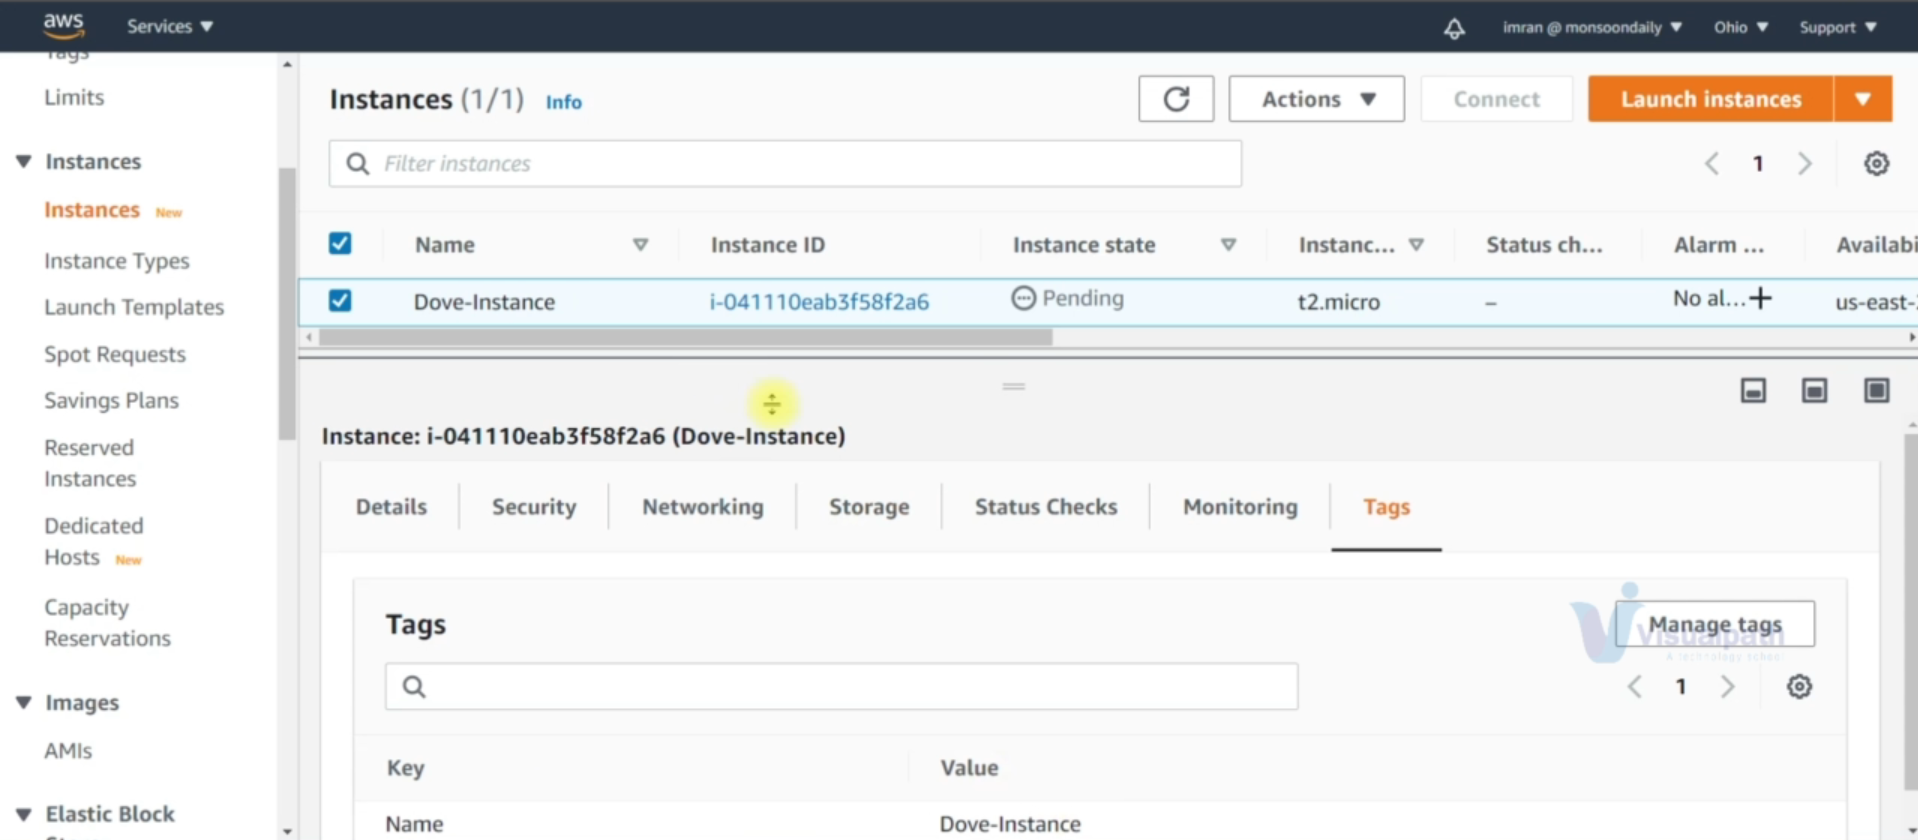 aws Services imran @ monsoondaily Ohio Support
Tags
Limits
Instances
Instances New
Instance Types
Launch Templates
Spot Requests
Savings Plans
Reserved
Instances
Dedicated
Hosts New
Capacity
Reservations
Images
AMIs
Elastic Block
Instances (1/1) Info Actions Connect Launch instances
Filter instances
1
Name Instance ID Instance state Instanc... Status ch... Alarm ... Availabi
Dove-Instance i-041110eab3f58f2a6 Pending t2.micro – No al... us-east-
Instance: i-041110eab3f58f2a6 (Dove-Instance)
Details Security Networking Storage Status Checks Monitoring Tags
Tags Manage tags
Visualpath
A technology school
1
Key Value
Name Dove-Instance